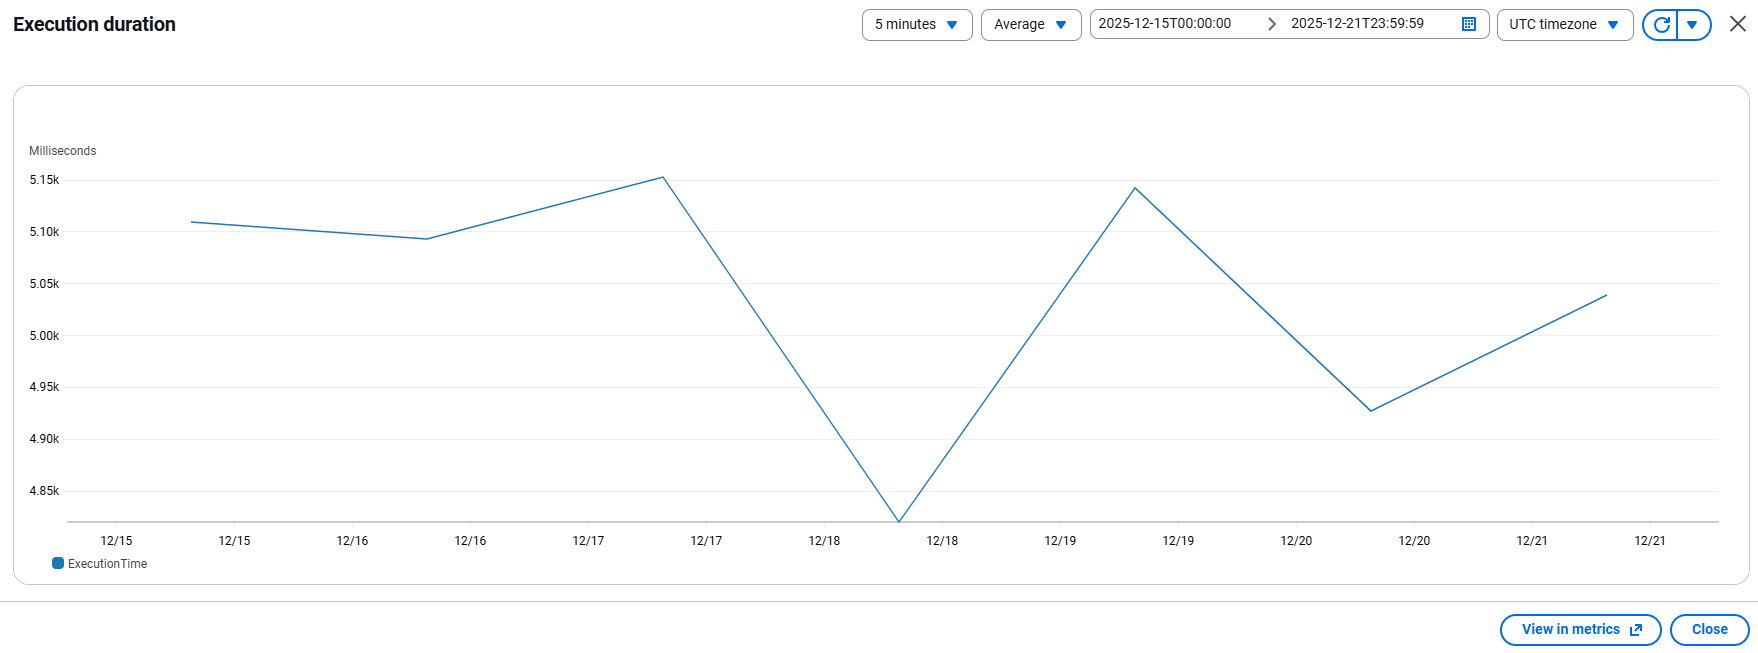 Execution duration
5 minutes
Average
2025-12-15T00:00:00
2025-12-21T23:59:59
UTC timezone
Milliseconds
5.15k
5.10k
5.05k
5.00k
4.95k
4.90k
4.85k
12/15 12/15 12/16 12/16 12/17 12/17 12/18 12/18 12/19 12/19 12/20 12/20 12/21 12/21
ExecutionTime
View in metrics
Close